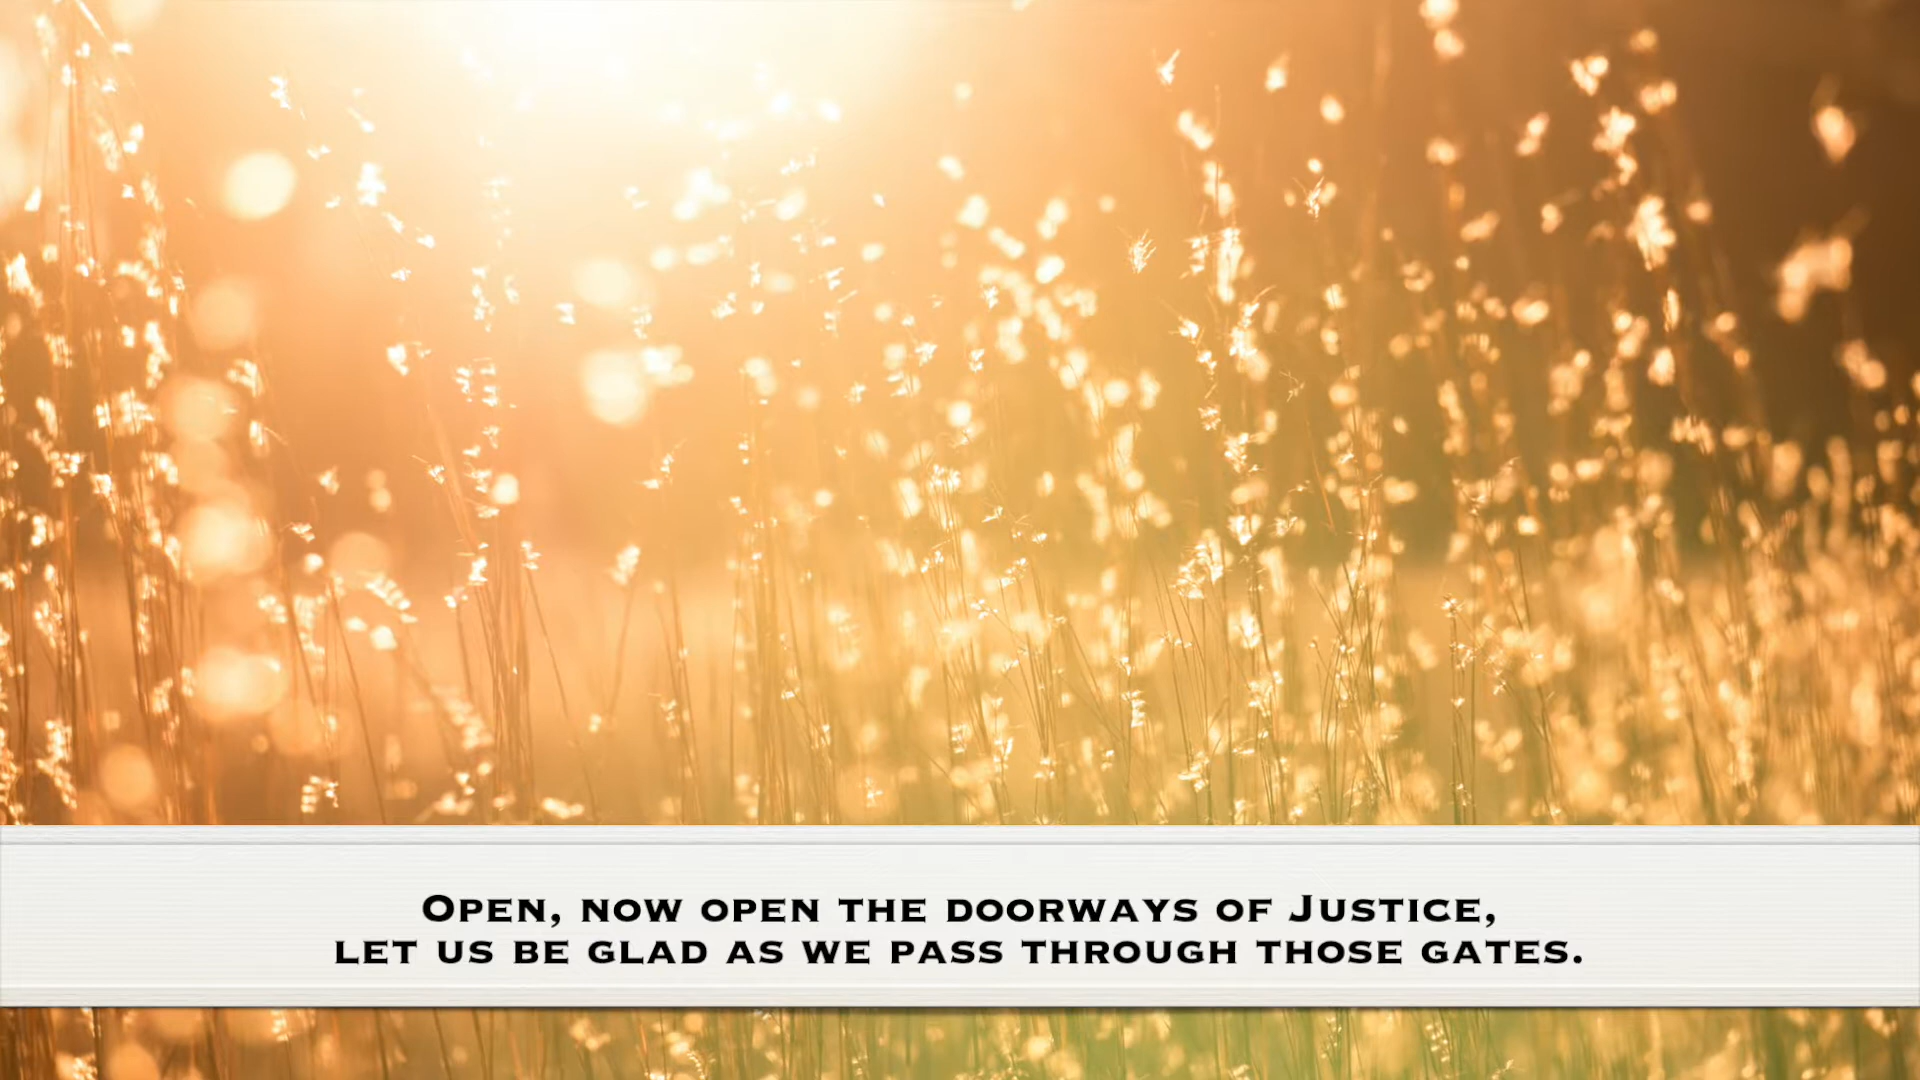 Open, now open the doorways of Justice,
let us be glad as we pass through those gates.